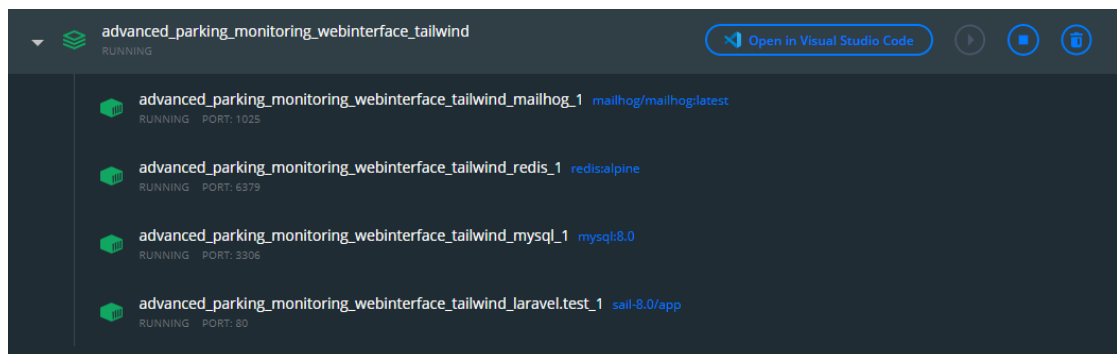 advanced_parking_monitoring_webinterface_tailwind
RUNNING
Open in Visual Studio Code
advanced_parking_monitoring_webinterface_tailwind_mailhog_1 mailhog/mailhog:latest
RUNNING PORT: 1025
advanced_parking_monitoring_webinterface_tailwind_redis_1 redis:alpine
RUNNING PORT: 6379
advanced_parking_monitoring_webinterface_tailwind_mysql_1 mysql:8.0
RUNNING PORT: 3306
advanced_parking_monitoring_webinterface_tailwind_laravel.test_1 sail-8.0/app
RUNNING PORT: 80